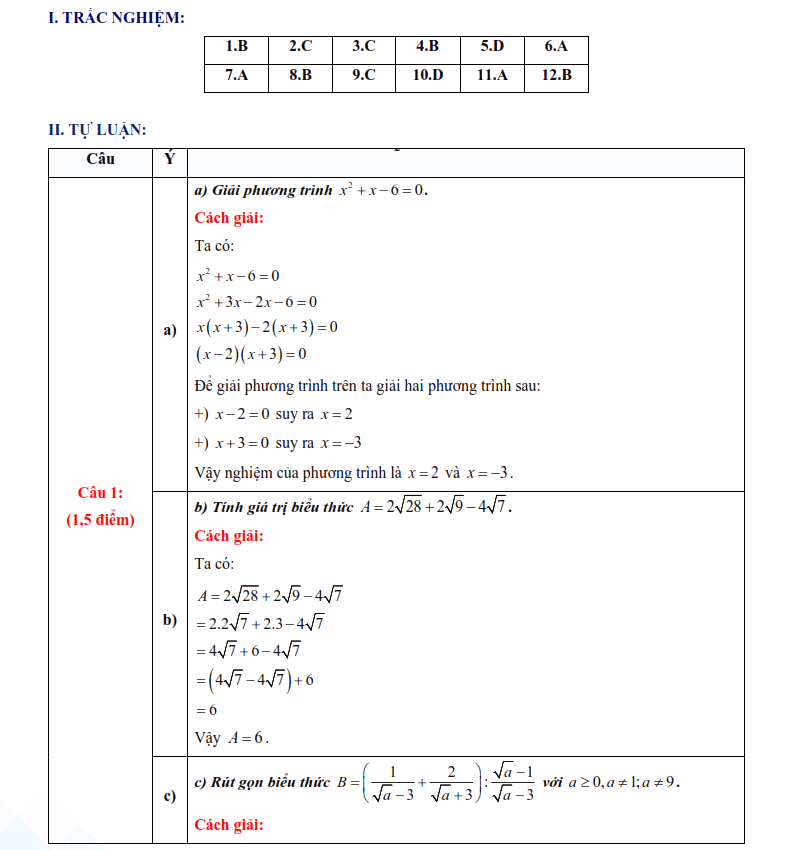 I. TRẮC NGHIỆM:
1.B 2.C 3.C 4.B 5.D 6.A
7.A 8.B 9.C 10.D 11.A 12.B
II. TỰ LUẬN:
Câu Ý
a) Giải phương trình x² + x − 6 = 0.
Cách giải:
Ta có:
x² + x − 6 = 0
x² + 3x − 2x − 6 = 0
a) x(x + 3) − 2(x + 3) = 0
(x − 2)(x + 3) = 0
Để giải phương trình trên ta giải hai phương trình sau:
+) x − 2 = 0 suy ra x = 2
+) x + 3 = 0 suy ra x = −3
Vậy nghiệm của phương trình là x = 2 và x = −3.
Câu 1:
(1,5 điểm)
b) Tính giá trị biểu thức A = 2√28 + 2√9 − 4√7.
Cách giải:
Ta có:
A = 2√28 + 2√9 − 4√7
b) = 2.2√7 + 2.3 − 4√7
= 4√7 + 6 − 4√7
= (4√7 − 4√7) + 6
= 6
Vậy A = 6.
c) c) Rút gọn biểu thức B = (1/(√a − 3) + 2/(√a + 3)) : (√a − 1)/(√a − 3) với a ≥ 0, a ≠ 1; a ≠ 9.
Cách giải: